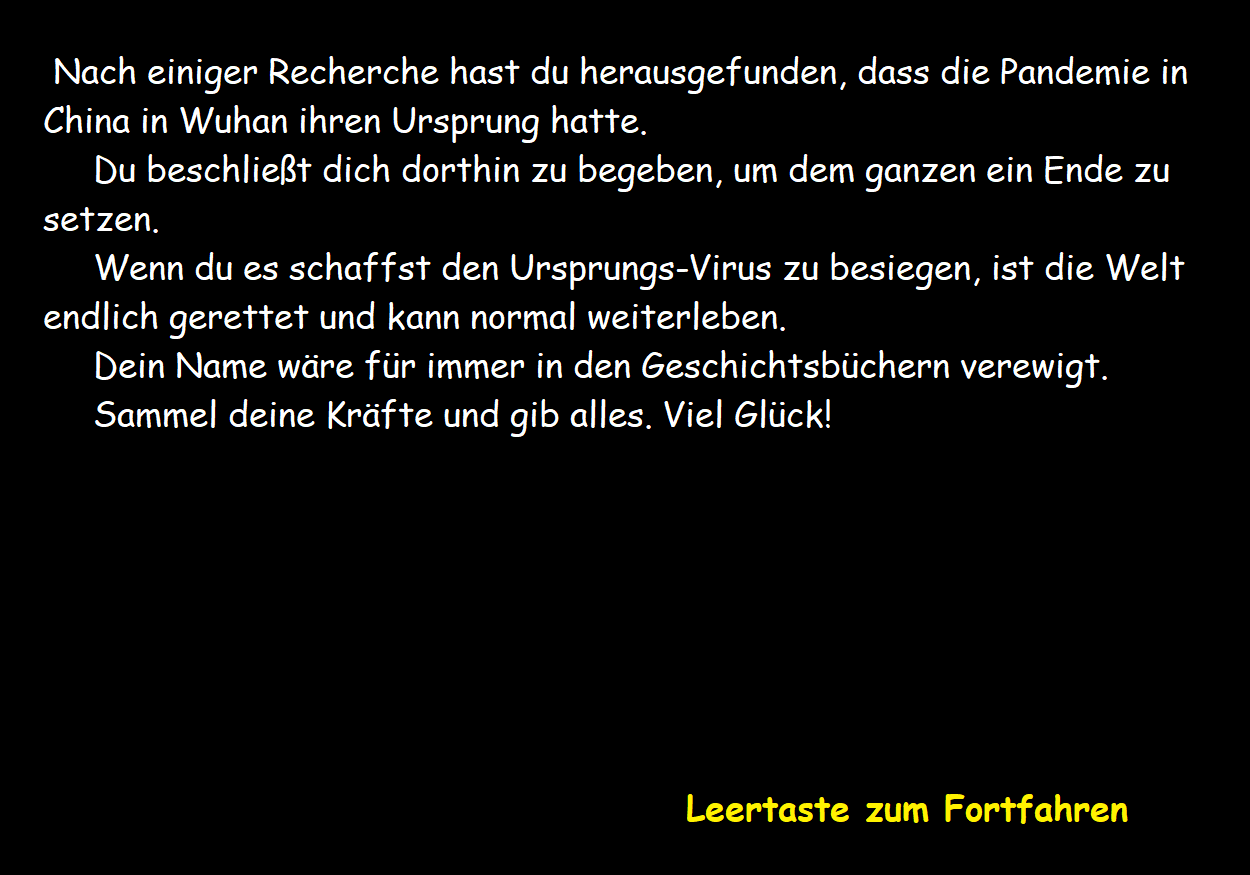 Nach einiger Recherche hast du herausgefunden, dass die Pandemie in
China in Wuhan ihren Ursprung hatte.
Du beschließt dich dorthin zu begeben, um dem ganzen ein Ende zu
setzen.
Wenn du es schaffst den Ursprungs-Virus zu besiegen, ist die Welt
endlich gerettet und kann normal weiterleben.
Dein Name wäre für immer in den Geschichtsbüchern verewigt.
Sammel deine Kräfte und gib alles. Viel Glück!
Leertaste zum Fortfahren